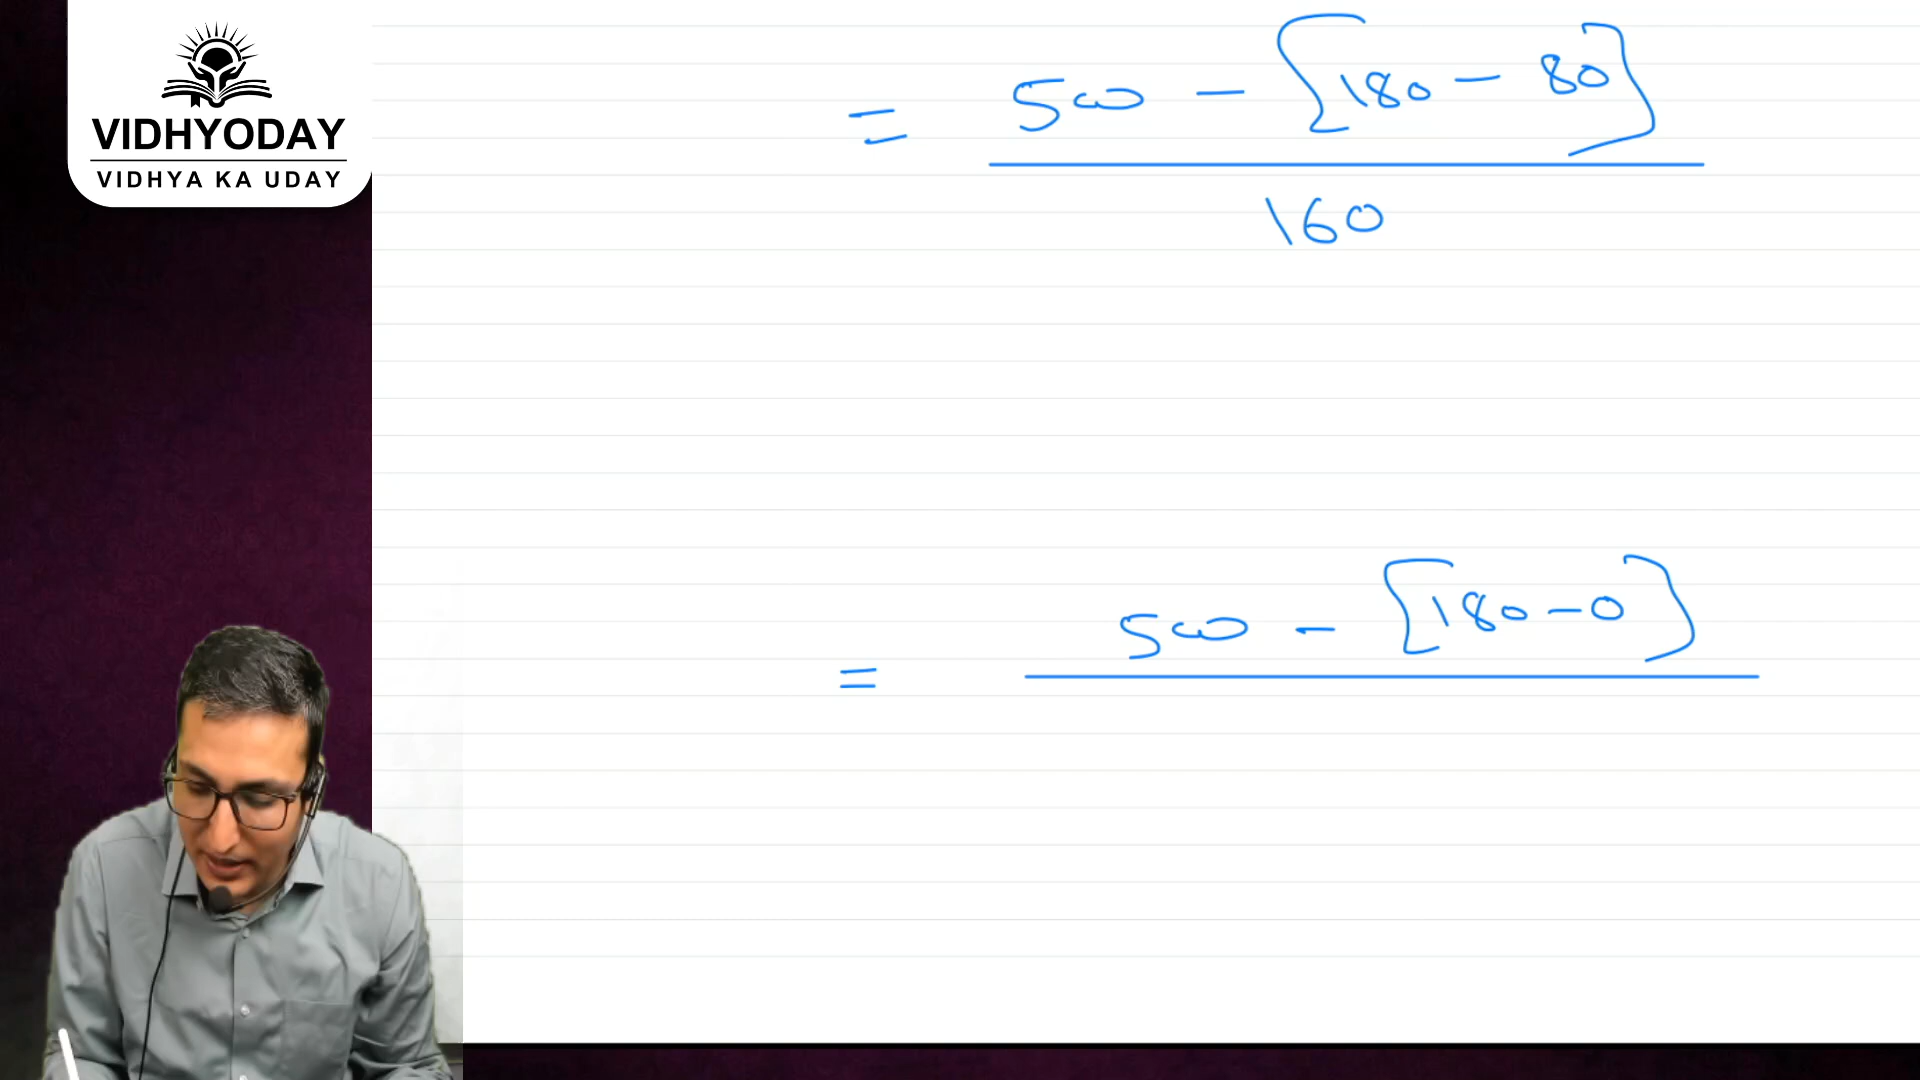 VIDHYODAY
VIDHYA KA UDAY
= 500 - [180 - 80]
160
= 500 - [180 - 0]